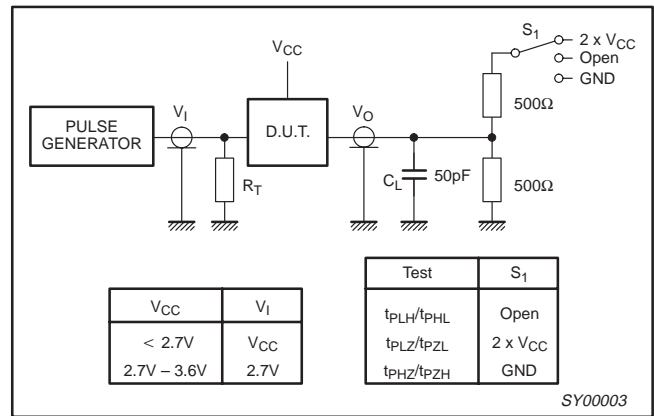 S1
2 x VCC
Open
GND
VCC
500Ω
PULSE
GENERATOR
VI
D.U.T.
VO
RT
CL
50pF
500Ω
VCC VI
< 2.7V VCC
2.7V – 3.6V 2.7V
Test S1
tPLH/tPHL Open
tPLZ/tPZL 2 x VCC
tPHZ/tPZH GND
SY00003